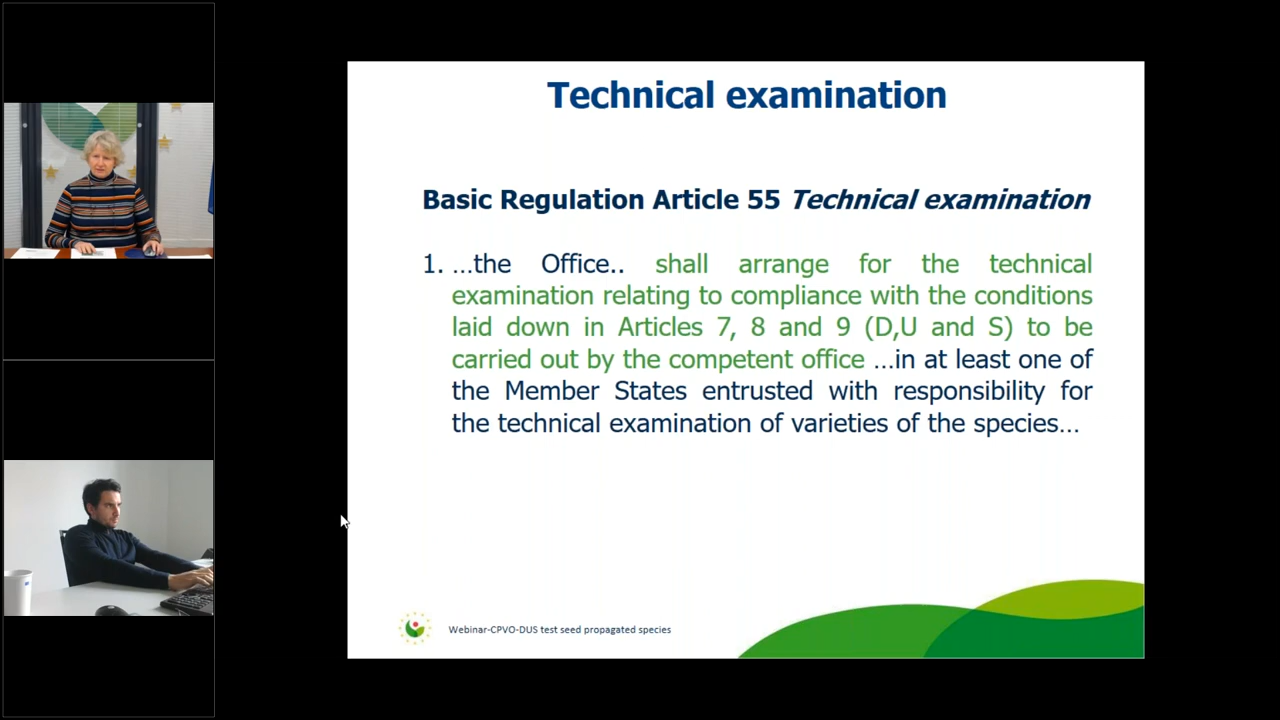 Technical examination
Basic Regulation Article 55 Technical examination
1. …the Office.. shall arrange for the technical
examination relating to compliance with the conditions
laid down in Articles 7, 8 and 9 (D,U and S) to be
carried out by the competent office …in at least one of
the Member States entrusted with responsibility for
the technical examination of varieties of the species…
Webinar-CPVO-DUS test seed propagated species